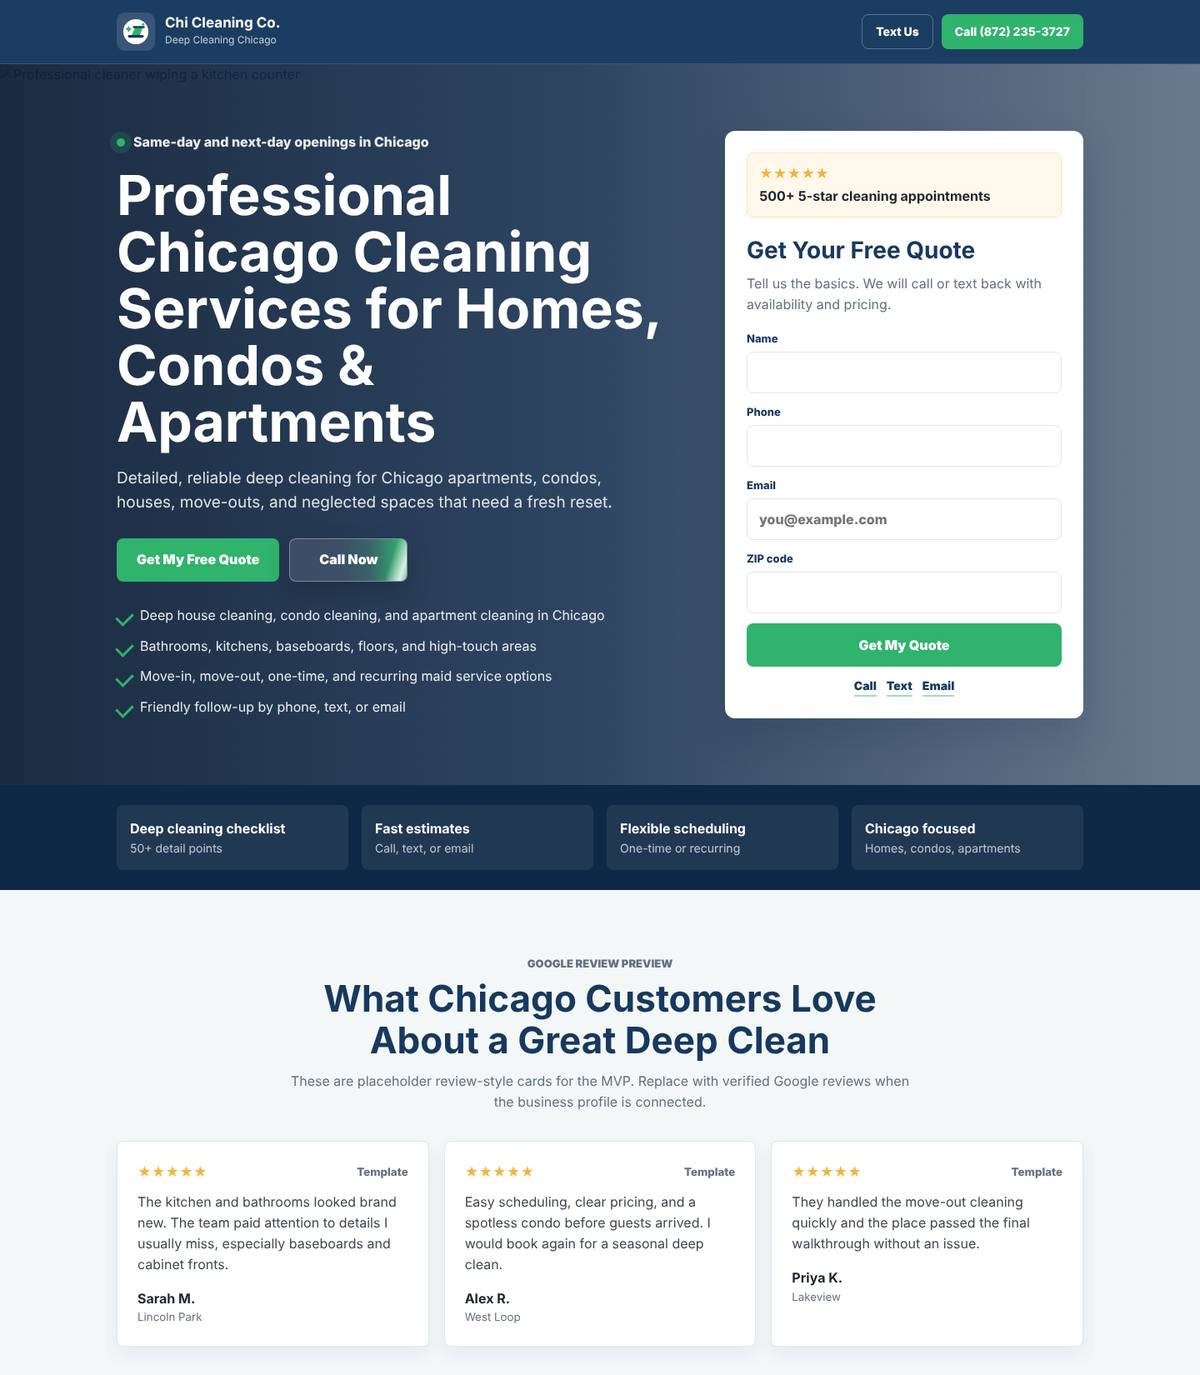 Chi Cleaning Co.
Deep Cleaning Chicago
Text Us
Call (872) 235-3727
Professional cleaner wiping a kitchen counter
Same-day and next-day openings in Chicago
Professional
Chicago Cleaning
Services for Homes,
Condos &
Apartments
Detailed, reliable deep cleaning for Chicago apartments, condos,
houses, move-outs, and neglected spaces that need a fresh reset.
Get My Free Quote
Call Now
Deep house cleaning, condo cleaning, and apartment cleaning in Chicago
Bathrooms, kitchens, baseboards, floors, and high-touch areas
Move-in, move-out, one-time, and recurring maid service options
Friendly follow-up by phone, text, or email
★★★★★
500+ 5-star cleaning appointments
Get Your Free Quote
Tell us the basics. We will call or text back with
availability and pricing.
Name
Phone
Email
you@example.com
ZIP code
Get My Quote
Call Text Email
Deep cleaning checklist
50+ detail points
Fast estimates
Call, text, or email
Flexible scheduling
One-time or recurring
Chicago focused
Homes, condos, apartments
GOOGLE REVIEW PREVIEW
What Chicago Customers Love
About a Great Deep Clean
These are placeholder review-style cards for the MVP. Replace with verified Google reviews when
the business profile is connected.
★★★★★ Template
The kitchen and bathrooms looked brand
new. The team paid attention to details I
usually miss, especially baseboards and
cabinet fronts.
Sarah M.
Lincoln Park
★★★★★ Template
Easy scheduling, clear pricing, and a
spotless condo before guests arrived. I
would book again for a seasonal deep
clean.
Alex R.
West Loop
★★★★★ Template
They handled the move-out cleaning
quickly and the place passed the final
walkthrough without an issue.
Priya K.
Lakeview